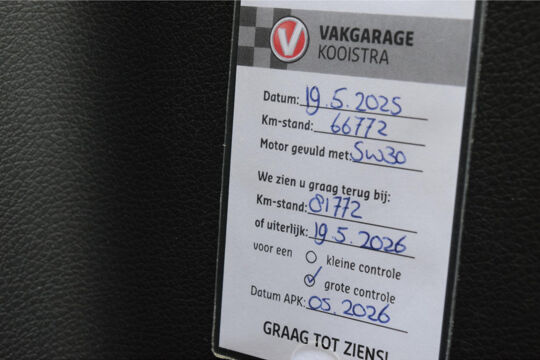 V VAKGARAGE
KOOISTRA
Datum: 19.5.2025
Km-stand: 66772
Motor gevuld met: 5W30
We zien u graag terug bij:
Km-stand: 81772
of uiterlijk: 19.5.2026
voor een kleine controle
grote controle
Datum APK: 05.2026
GRAAG TOT ZIENS!